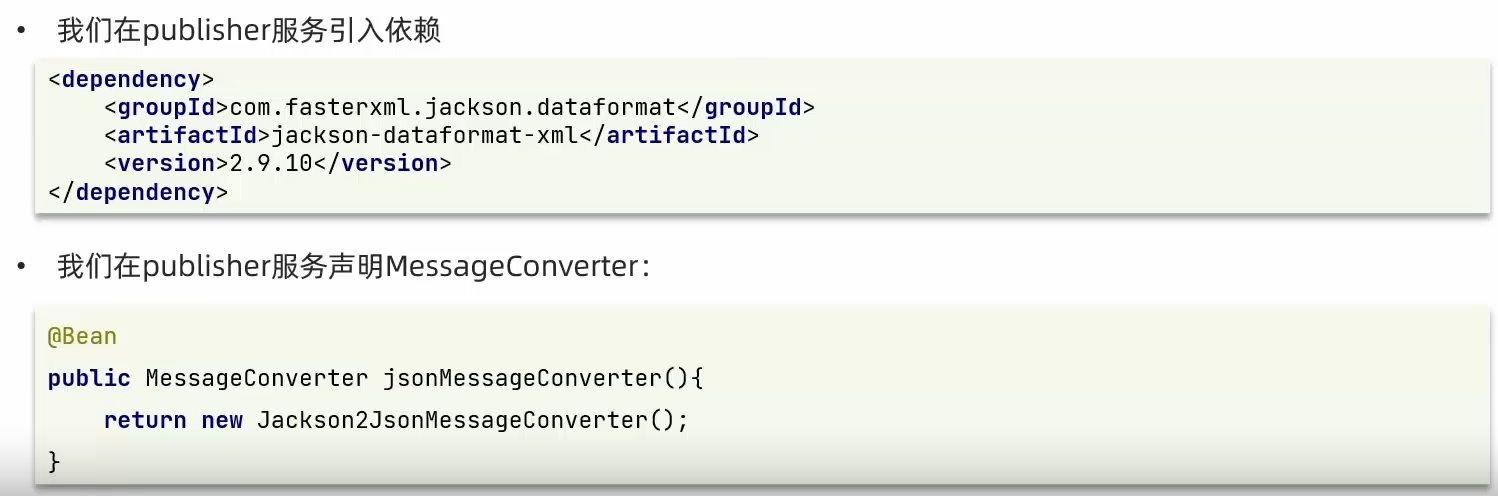 • 我们在publisher服务引入依赖
<dependency>
    <groupId>com.fasterxml.jackson.dataformat</groupId>
    <artifactId>jackson-dataformat-xml</artifactId>
    <version>2.9.10</version>
</dependency>
• 我们在publisher服务声明MessageConverter：
@Bean
public MessageConverter jsonMessageConverter(){
    return new Jackson2JsonMessageConverter();
}